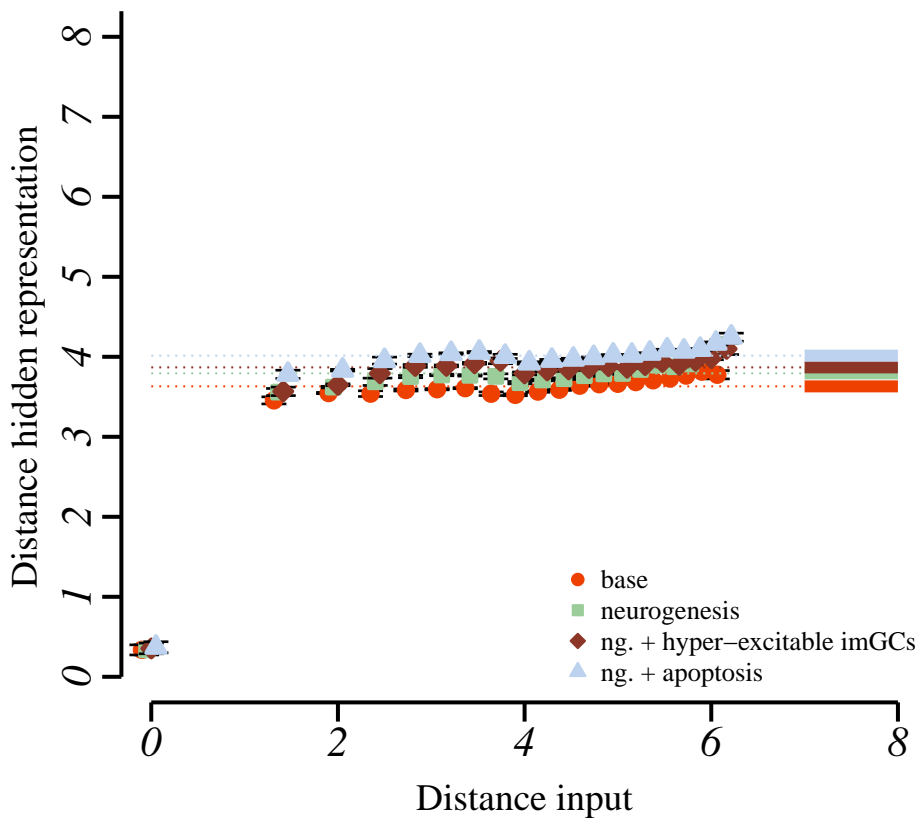 Distance hidden representation
8
7
6
5
4
3
2
1
0
base
neurogenesis
ng. + hyper−excitable imGCs
ng. + apoptosis
0 2 4 6 8
Distance input